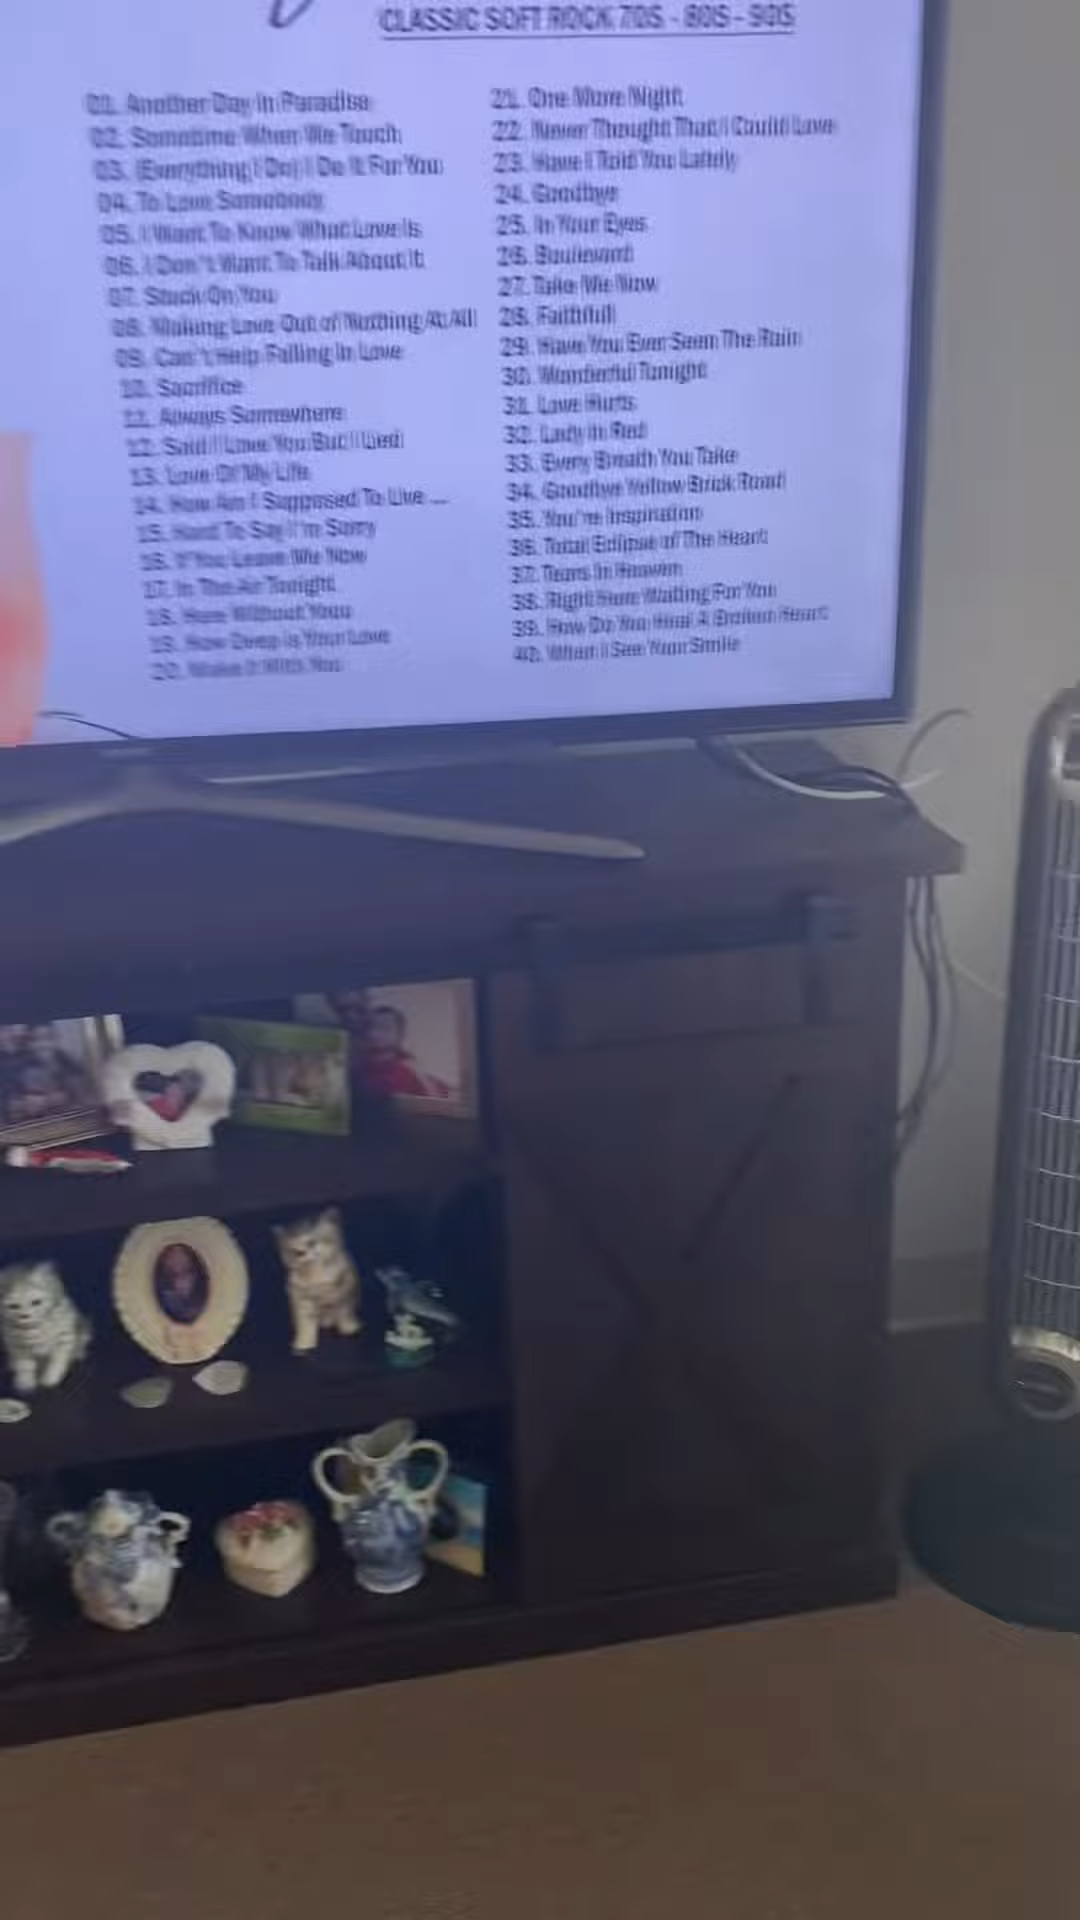 CLASSIC SOFT ROCK 70S - 80S - 90S
01. Another Day in Paradise
02. Sometime When We Touch
03. (Everything I Do) I Do It For You
04. To Love Somebody
05. I Want To Know What Love Is
06. I Don't Want To Talk About It
07. Stuck On You
08. Making Love Out of Nothing At All
09. Can't Help Falling In Love
10. Sacrifice
11. Always Somewhere
12. Said I Love You But I Lied
13. Love Of My Life
14. How Am I Supposed To Live ...
15. Hard To Say I'm Sorry
16. If You Leave Me Now
17. In The Air Tonight
18. Here Without You
19. How Deep Is Your Love
20. Make It With You
21. One More Night
22. Never Thought That I Could Love
23. Have I Told You Lately
24. Goodbye
25. In Your Eyes
26. Boulevard
27. Take Me Now
28. Faithfull
29. Have You Ever Seen The Rain
30. Wonderful Tonight
31. Love Hurts
32. Lady In Red
33. Every Breath You Take
34. Goodbye Yellow Brick Road
35. You're Inspiration
36. Total Eclipse of The Heart
37. Tears In Heaven
38. Right Here Waiting For You
39. How Do You Heal A Broken Heart
40. When I See Your Smile